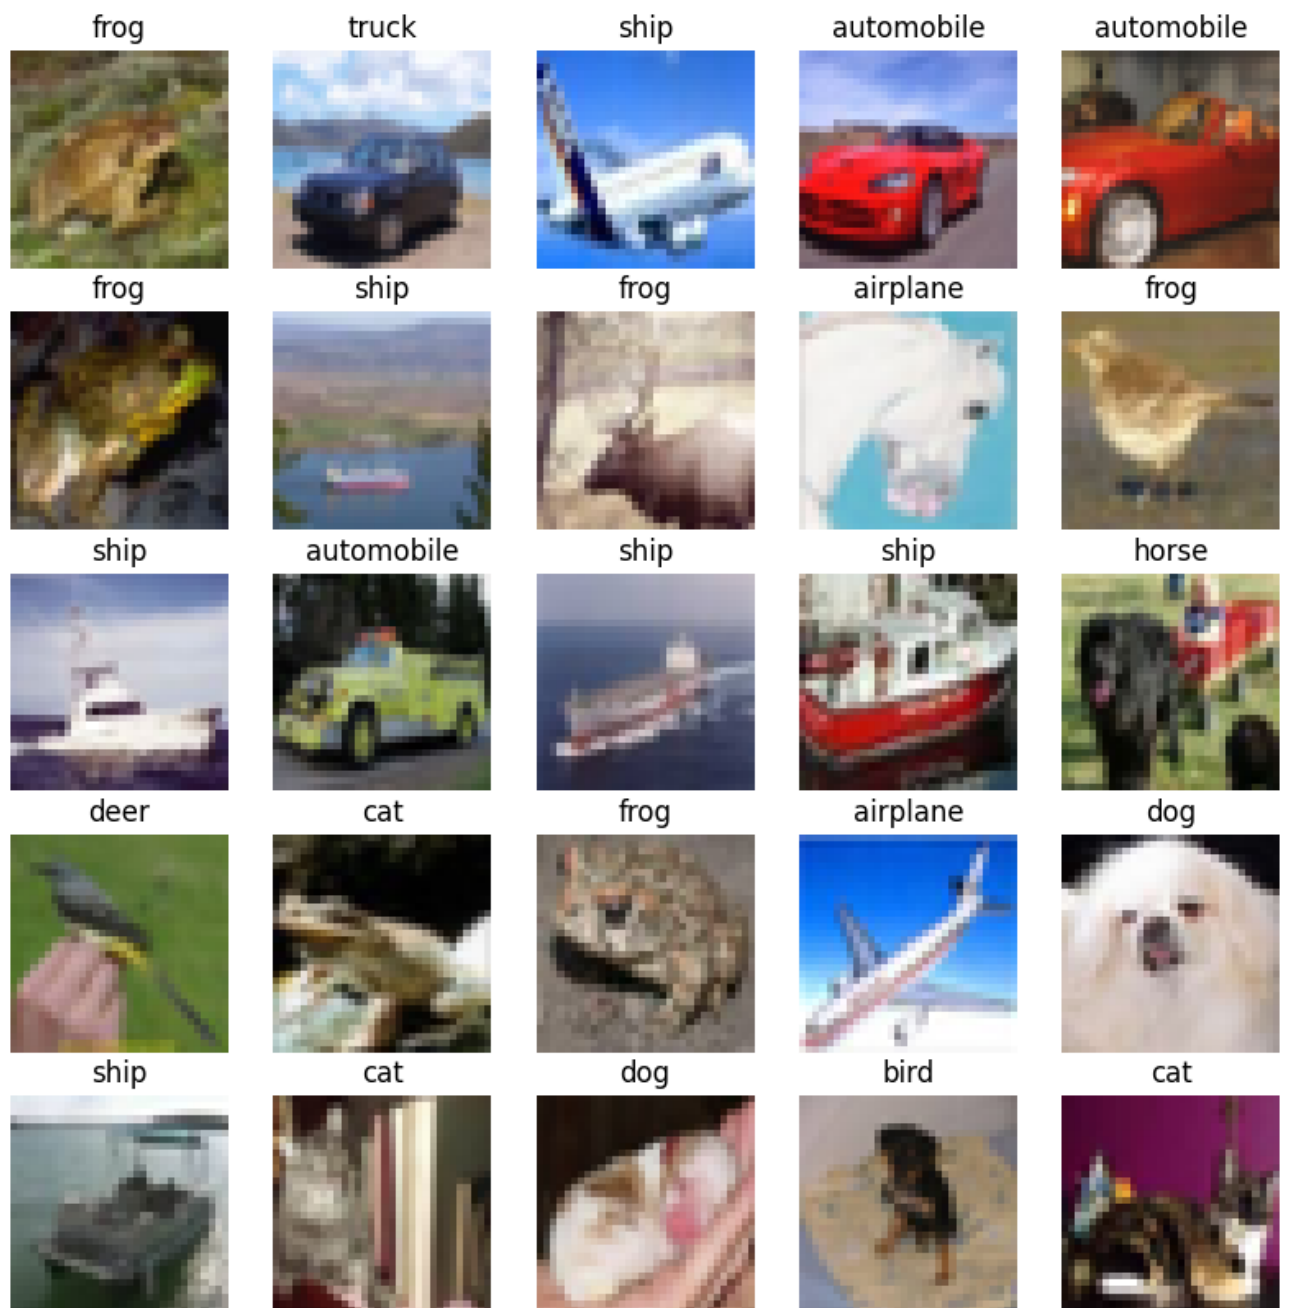 frog truck ship automobile automobile
frog ship frog airplane frog
ship automobile ship ship horse
deer cat frog airplane dog
ship cat dog bird cat